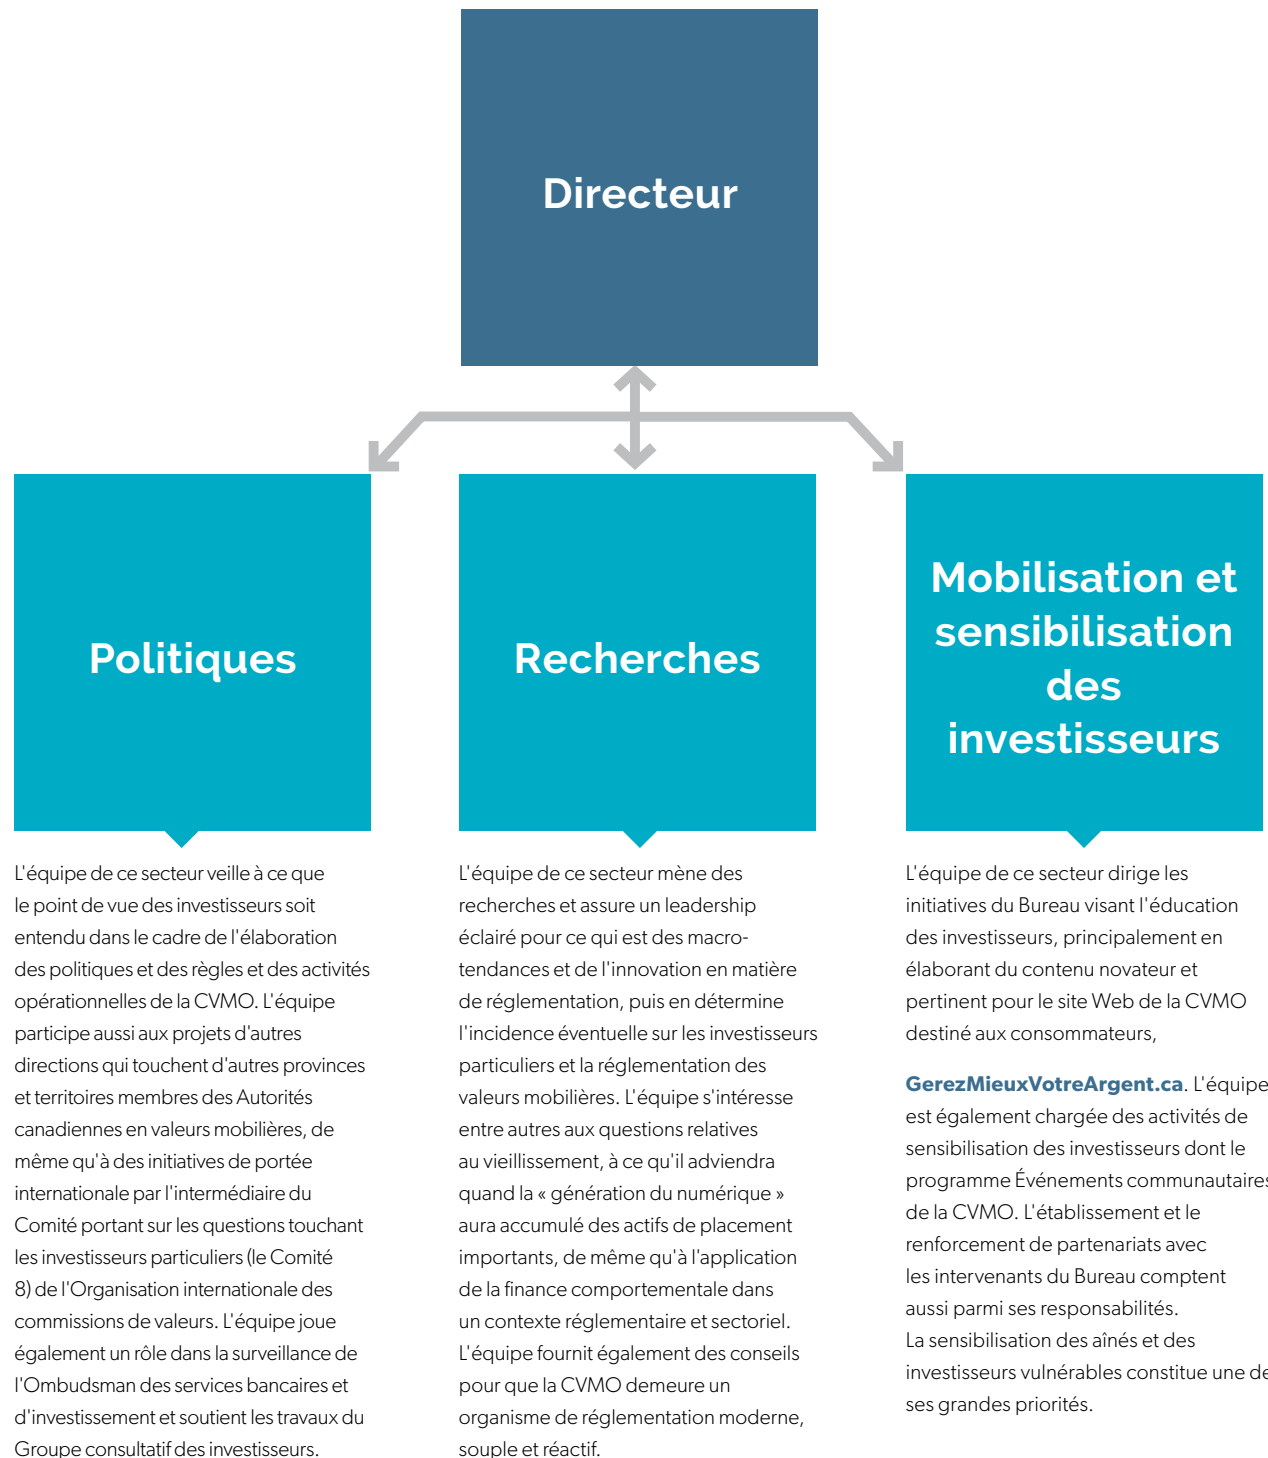 Directeur
Politiques
L'équipe de ce secteur veille à ce que
le point de vue des investisseurs soit
entendu dans le cadre de l'élaboration
des politiques et des règles et des activités
opérationnelles de la CVMO. L'équipe
participe aussi aux projets d'autres
directions qui touchent d'autres provinces
et territoires membres des Autorités
canadiennes en valeurs mobilières, de
même qu'à des initiatives de portée
internationale par l'intermédiaire du
Comité portant sur les questions touchant
les investisseurs particuliers (le Comité
8) de l'Organisation internationale des
commissions de valeurs. L'équipe joue
également un rôle dans la surveillance de
l'Ombudsman des services bancaires et
d'investissement et soutient les travaux du
Groupe consultatif des investisseurs.
Recherches
L'équipe de ce secteur mène des
recherches et assure un leadership
éclairé pour ce qui est des macro-
tendances et de l'innovation en matière
de réglementation, puis en détermine
l'incidence éventuelle sur les investisseurs
particuliers et la réglementation des
valeurs mobilières. L'équipe s'intéresse
entre autres aux questions relatives
au vieillissement, à ce qu'il adviendra
quand la « génération du numérique »
aura accumulé des actifs de placement
importants, de même qu'à l'application
de la finance comportementale dans
un contexte réglementaire et sectoriel.
L'équipe fournit également des conseils
pour que la CVMO demeure un
organisme de réglementation moderne,
souple et réactif.
Mobilisation et
sensibilisation
des
investisseurs
L'équipe de ce secteur dirige les
initiatives du Bureau visant l'éducation
des investisseurs, principalement en
élaborant du contenu novateur et
pertinent pour le site Web de la CVMO
destiné aux consommateurs,
GerezMieuxVotreArgent.ca. L'équipe
est également chargée des activités de
sensibilisation des investisseurs dont le
programme Événements communautaires
de la CVMO. L'établissement et le
renforcement de partenariats avec
les intervenants du Bureau comptent
aussi parmi ses responsabilités.
La sensibilisation des aînés et des
investisseurs vulnérables constitue une de
ses grandes priorités.